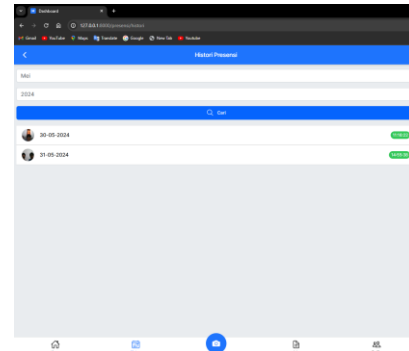 Dashboard
127.0.0.1:8000/presensi/histori
Gmail YouTube Maps Translate Google New Tab Youtube
Histori Presensi
Mei
2024
Cari
30-05-2024
31-05-2024